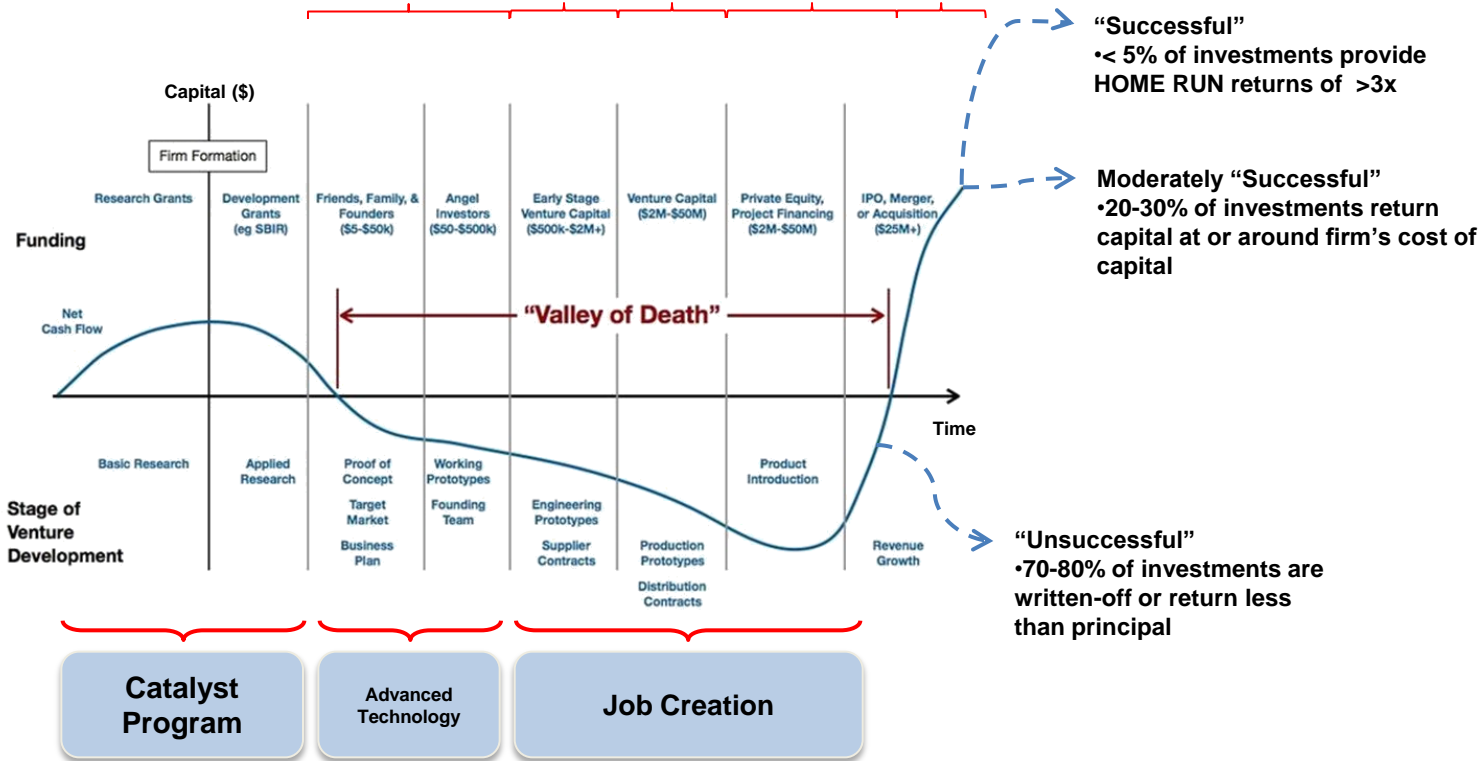 “Successful”
•< 5% of investments provide
HOME RUN returns of >3x
Capital ($)
Firm Formation
Moderately “Successful”
•20-30% of investments return
capital at or around firm’s cost of
capital
Funding
Research Grants
Development
Grants
(eg SBIR)
Friends, Family, &
Founders
($5-$50k)
Angel
Investors
($50-$500k)
Early Stage
Venture Capital
($500k-$2M+)
Venture Capital
($2M-$50M)
Private Equity,
Project Financing
($2M-$50M)
IPO, Merger,
or Acquisition
($25M+)
Net
Cash Flow
“Valley of Death”
Time
Stage of
Venture
Development
Basic Research
Applied
Research
Proof of
Concept
Target
Market
Business
Plan
Working
Prototypes
Founding
Team
Engineering
Prototypes
Supplier
Contracts
Production
Prototypes
Distribution
Contracts
Product
Introduction
Revenue
Growth
“Unsuccessful”
•70-80% of investments are
written-off or return less
than principal
Catalyst
Program
Advanced
Technology
Job Creation